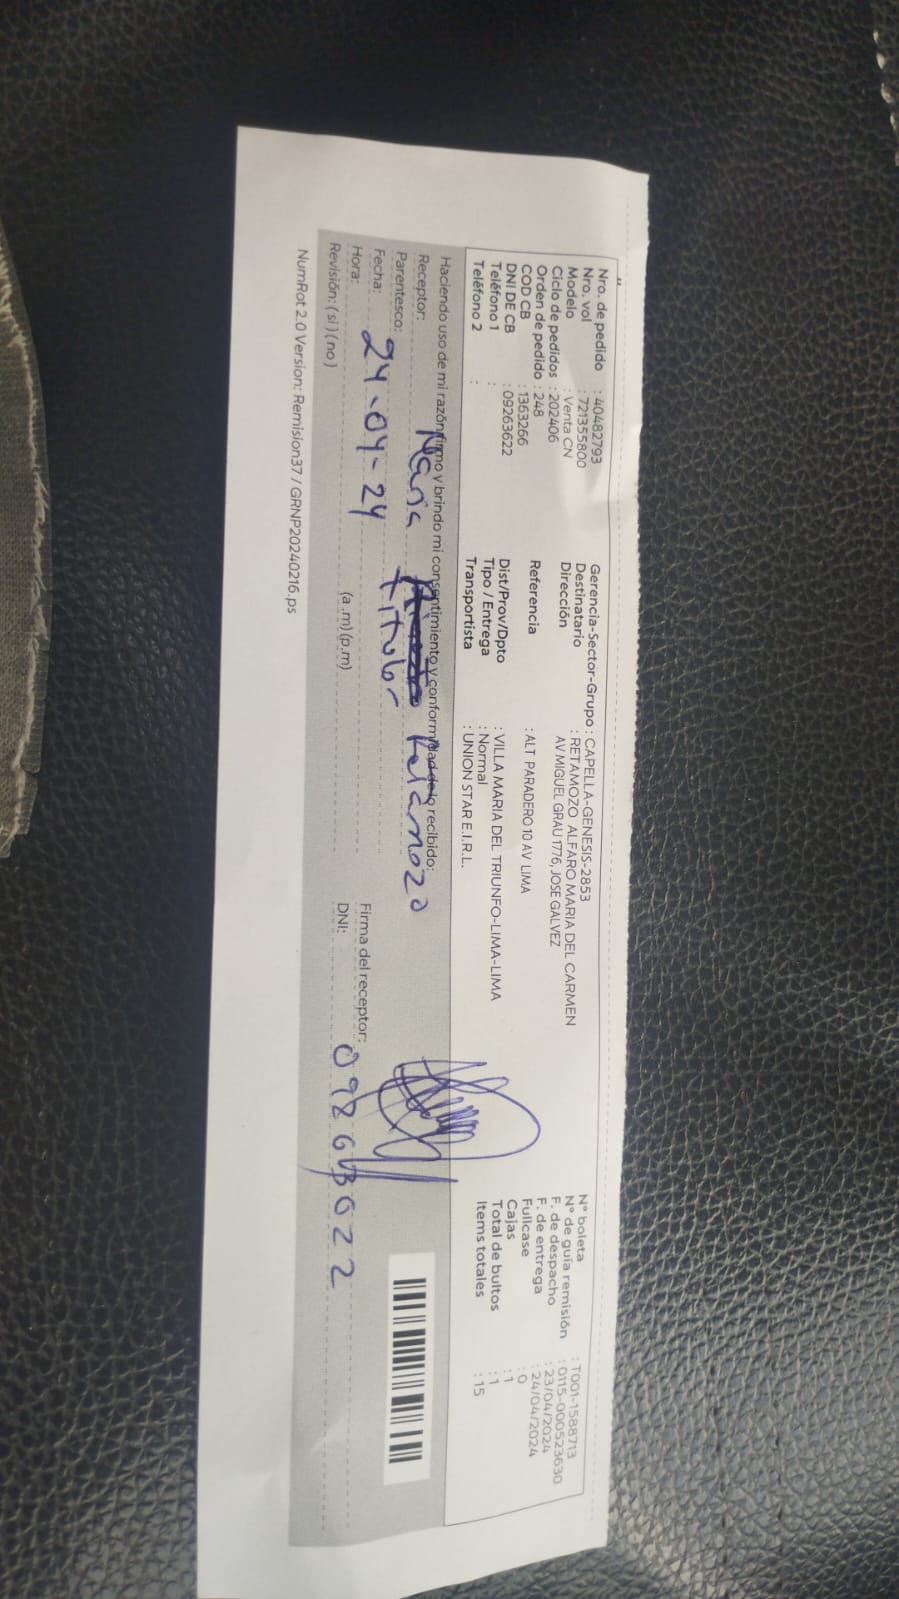 Nro. de pedido : 40482793
Nro. vol : 721355800
Modelo : Venta CN
Ciclo de pedidos : 202406
Orden de pedido : 248
COD CB : 1363266
DNI DE CB : 09263622
Teléfono 1 :
Teléfono 2 :
Gerencia-Sector-Grupo : CAPELLA-GENESIS-2853
Destinatario : RETAMOZO ALFARO MARIA DEL CARMEN
Dirección AV MIGUEL GRAU 1776, JOSE GALVEZ
Referencia : ALT PARADERO 10 AV LIMA
Dist/Prov/Dpto : VILLA MARIA DEL TRIUNFO-LIMA-LIMA
Tipo / Entrega : Normal
Transportista : UNION STAR E.I.R.L.
N° boleta : T001-1588713
N° de guía remisión : 0115-000523630
F. de despacho : 23/04/2024
F. de entrega : 24/04/2024
Fullcase : 0
Cajas : 1
Total de bultos : 1
Items totales : 15
Haciendo uso de mi razón firmo y brindo mi consentimiento y conformidad de lo recibido:
Receptor: Maria Retamozo
Parentesco: titular
Fecha: 24-04-24
Hora: (a .m) (p.m)
Revisión: ( si ) ( no )
Firma del receptor:
DNI:
NumRot 2.0 Version: Remision37 / GRNP20240216.ps